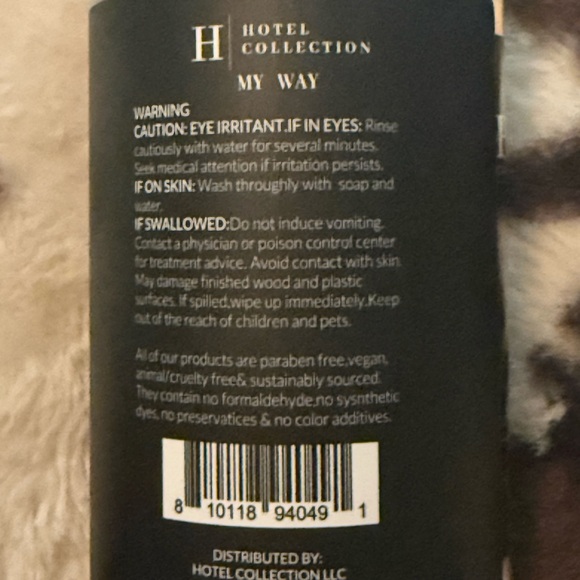 H
HOTEL
COLLECTION
MY WAY
WARNING
CAUTION: EYE IRRITANT.IF IN EYES: Rinse
cautiously with water for several minutes.
Seek medical attention if irritation persists.
IF ON SKIN: Wash throughly with soap and
water.
IF SWALLOWED:Do not induce vomiting.
Contact a physician or poison control center
for treatment advice. Avoid contact with skin.
May damage finished wood and plastic
surfaces. If spilled,wipe up immediately.Keep
out of the reach of children and pets.
All of our products are paraben free,vegan,
animal/cruelty free& sustainably sourced.
They contain no formaldehyde,no sysnthetic
dyes, no preservatices & no color additives.
8 10118 94049 1
DISTRIBUTED BY:
HOTEL COLLECTION LLC